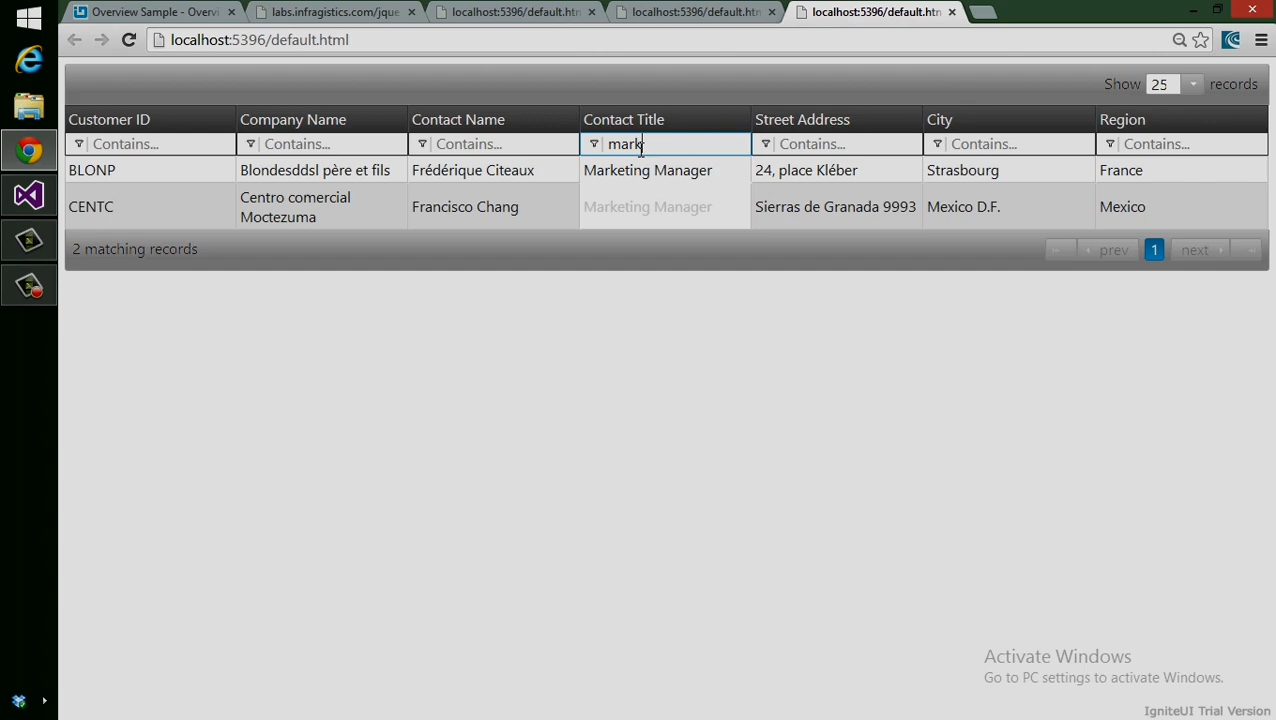 Overview Sample - Overvi
labs.infragistics.com/jque
localhost:5396/default.htm
localhost:5396/default.htm
localhost:5396/default.htm
localhost:5396/default.html
Show 25 records
Customer ID Company Name Contact Name Contact Title Street Address City Region
Contains... Contains... Contains... mark Contains... Contains... Contains...
BLONP Blondesddsl père et fils Frédérique Citeaux Marketing Manager 24, place Kléber Strasbourg France
CENTC Centro comercial Moctezuma Francisco Chang Marketing Manager Sierras de Granada 9993 Mexico D.F. Mexico
2 matching records prev 1 next
Activate Windows
Go to PC settings to activate Windows.
IgniteUI Trial Version